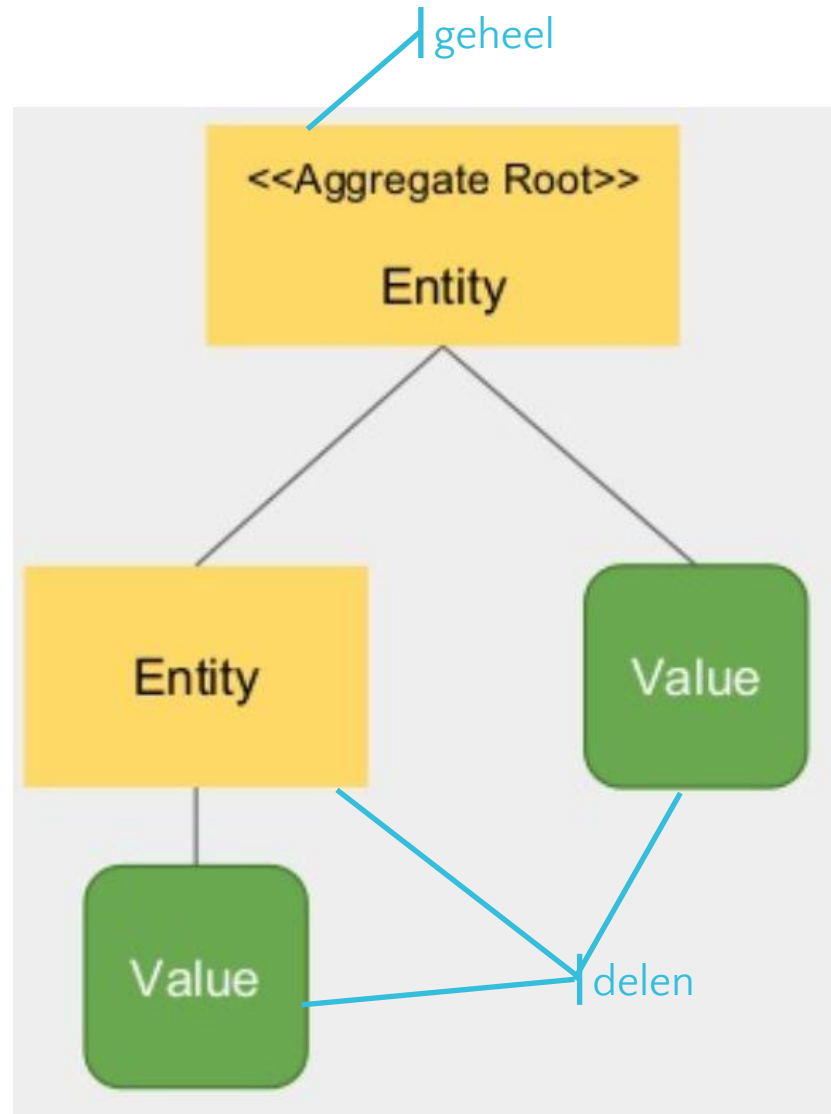 geheel
<<Aggregate Root>>
Entity
Entity
Value
Value
delen